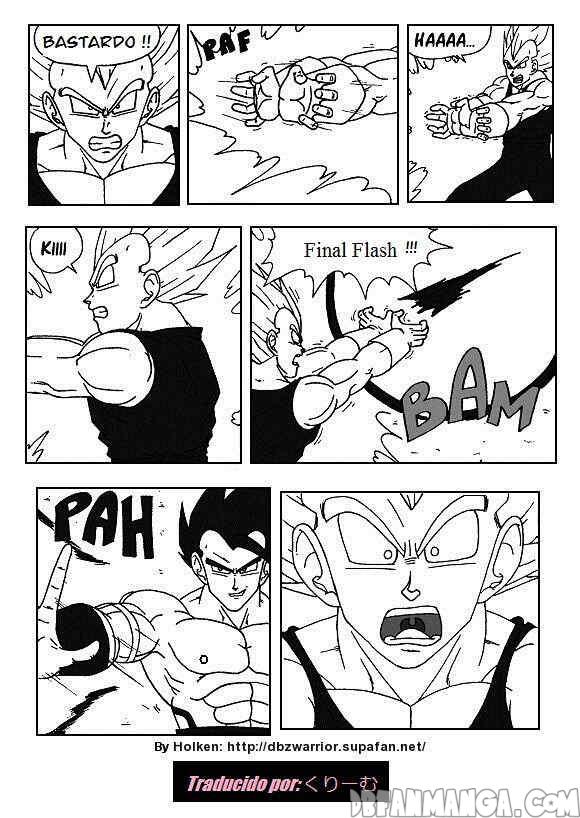 BASTARDO !!
PAF
HAAAA...
KIIII
Final Flash !!!
BAM
PAH
By Holken: http://dbzwarrior.supafan.net/
Traducido por:くりーむ
DBFANMANGA.COM